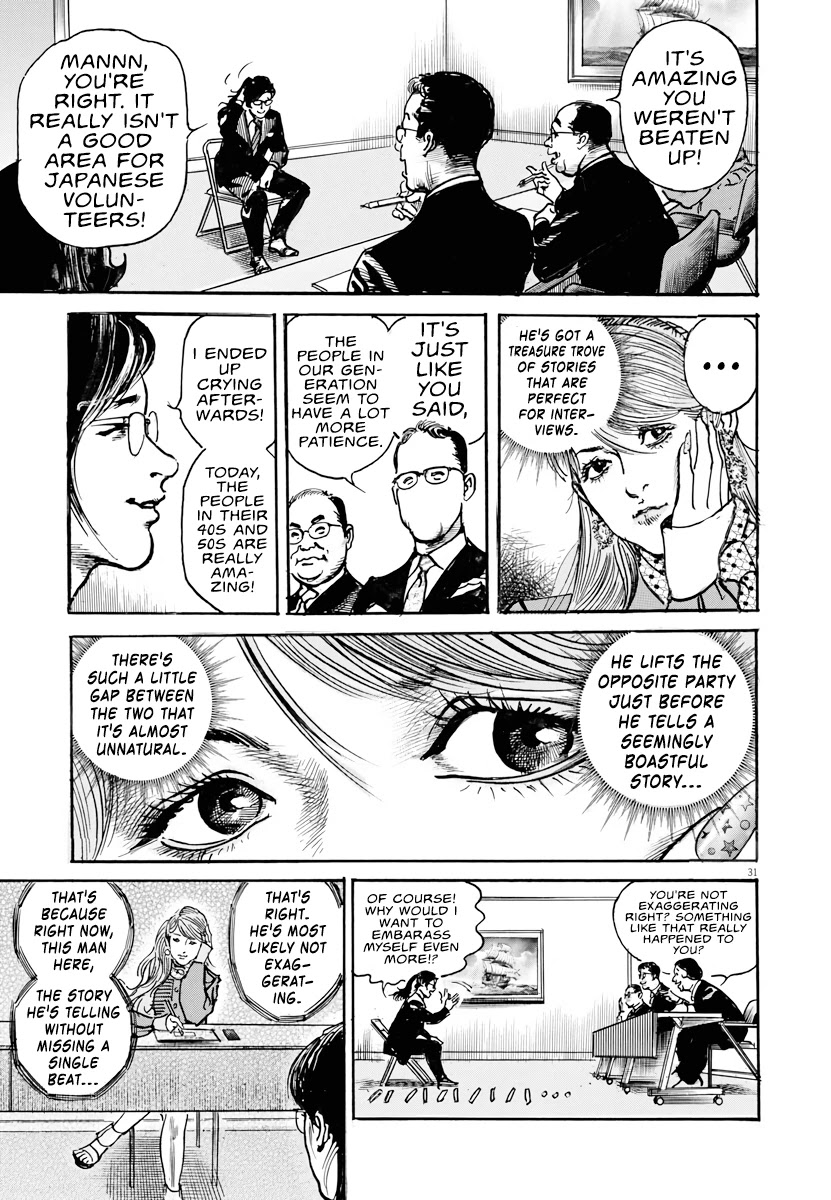 IT'S
AMAZING
YOU
WEREN'T
BEATEN
UP!
MANNN,
YOU'RE
RIGHT. IT
REALLY ISN'T
A GOOD
AREA FOR
JAPANESE
VOLUN-
TEERS!
...
HE'S GOT A
TREASURE TROVE
OF STORIES
THAT ARE
PERFECT
FOR INTER-
VIEWS.
IT'S
JUST
LIKE
YOU
SAID,
THE
PEOPLE IN
OUR GEN-
ERATION
SEEM TO
HAVE A LOT
MORE
PATIENCE.
I ENDED
UP
CRYING
AFTER-
WARDS!
TODAY,
THE
PEOPLE
IN THEIR
40S AND
50S ARE
REALLY
AMA-
ZING!
HE LIFTS THE
OPPOSITE PARTY
JUST BEFORE
HE TELLS A
SEEMINGLY
BOASTFUL
STORY...
THERE'S
SUCH A LITTLE
GAP BETWEEN
THE TWO THAT
IT'S ALMOST
UNNATURAL.
31
YOU'RE NOT
EXAGGERATING
RIGHT? SOMETHING
LIKE THAT REALLY
HAPPENED TO
YOU?
OF COURSE!
WHY WOULD I
WANT TO
EMBARASS
MYSELF EVEN
MORE!?
THAT'S
RIGHT.
HE'S MOST
LIKELY NOT
EXAG-
GERAT-
ING.
THAT'S
BECAUSE
RIGHT NOW,
THIS MAN
HERE,
THE STORY
HE'S TELLING
WITHOUT
MISSING A
SINGLE
BEAT...